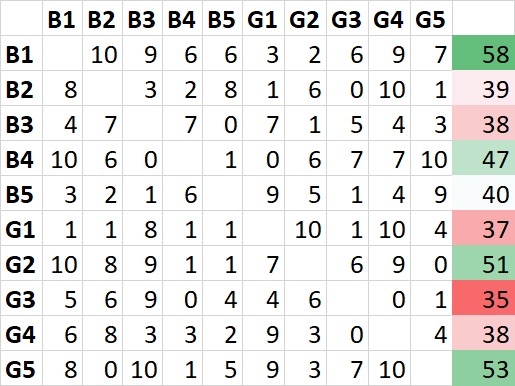 B1 B2 B3 B4 B5 G1 G2 G3 G4 G5
B1 10 9 6 6 3 2 6 9 7 58
B2 8 3 2 8 1 6 0 10 1 39
B3 4 7 7 0 7 1 5 4 3 38
B4 10 6 0 1 0 6 7 7 10 47
B5 3 2 1 6 9 5 1 4 9 40
G1 1 1 8 1 1 10 1 10 4 37
G2 10 8 9 1 1 7 6 9 0 51
G3 5 6 9 0 4 4 6 0 1 35
G4 6 8 3 3 2 9 3 0 4 38
G5 8 0 10 1 5 9 3 7 10 53